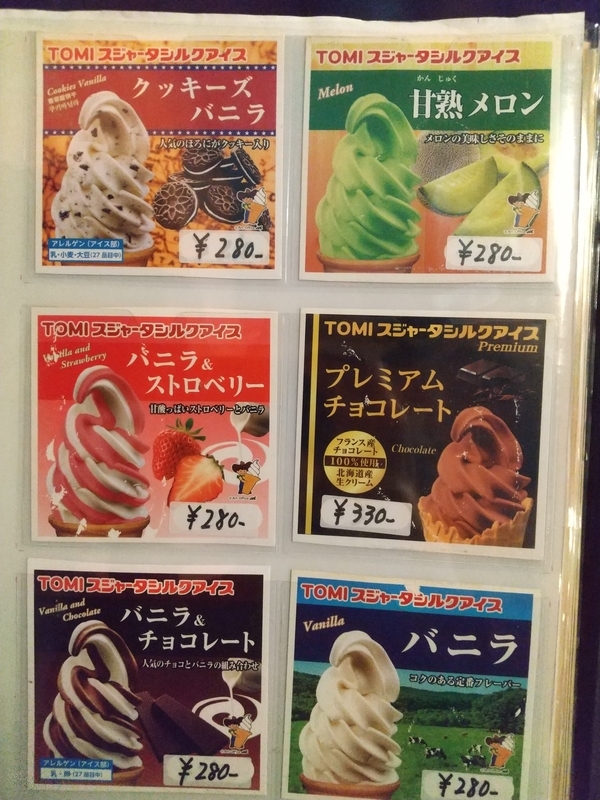 TOMI スジャータシルクアイス
Cookies Vanilla
クッキーズ
バニラ
人気のほろにがクッキー入り
アレルゲン (アイス部)
乳・小麦・大豆 (27品目中)
¥280-
TOMI スジャータシルクアイス
Melon
かんじゅく
甘熟メロン
メロンの美味しさそのままに
¥280-
TOMI スジャータシルクアイス
Vanilla and
Strawberry
バニラ&
ストロベリー
甘酸っぱいストロベリーとバニラ
¥280-
TOMI スジャータシルクアイス
Premium
プレミアム
チョコレート
フランス産
チョコレート
100%使用
北海道産
生クリーム
Chocolate
¥330-
TOMI スジャータシルクアイス
Vanilla and
Chocolate
バニラ&
チョコレート
人気のチョコとバニラの組み合わせ
アレルゲン (アイス部)
乳・卵 (27品目中)
¥280-
TOMI スジャータシルクアイス
Vanilla
バニラ
コクのある定番フレーバー
¥280-